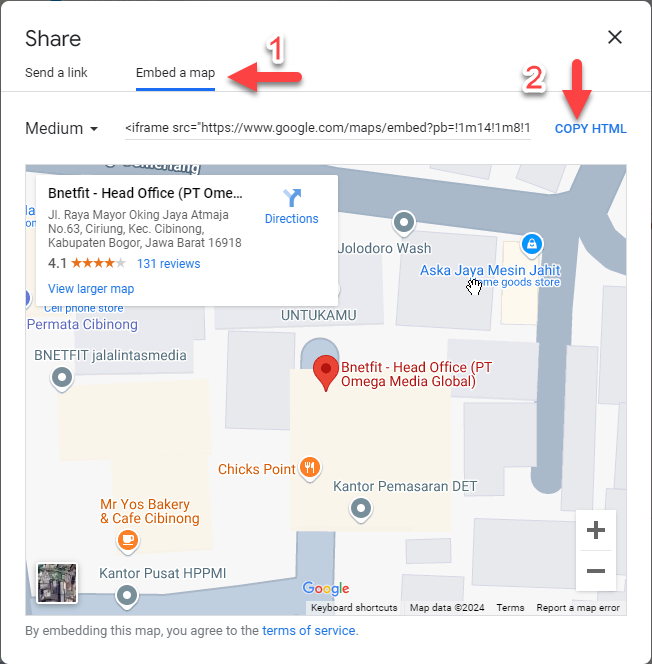 Share
1
Send a link
Embed a map
2
Medium
<iframe src="https://www.google.com/maps/embed?pb=!1m14!1m8!1
COPY HTML
Bnetfit - Head Office (PT Ome...
Jl. Raya Mayor Oking Jaya Atmaja
No.63, Ciriung, Kec. Cibinong,
Kabupaten Bogor, Jawa Barat 16918
4.1
131 reviews
View larger map
Directions
Jolodoro Wash
Aska Jaya Mesin Jahit
ome goods store
Cell phone store
Permata Cibinong
UNTUKAMU
BNETFIT jalalintasmedia
Bnetfit - Head Office (PT
Omega Media Global)
Chicks Point
Kantor Pemasaran DET
Mr Yos Bakery
& Cafe Cibinong
Kantor Pusat HPPMI
Google
Keyboard shortcuts
Map data ©2024
Terms
Report a map error
By embedding this map, you agree to the terms of service.